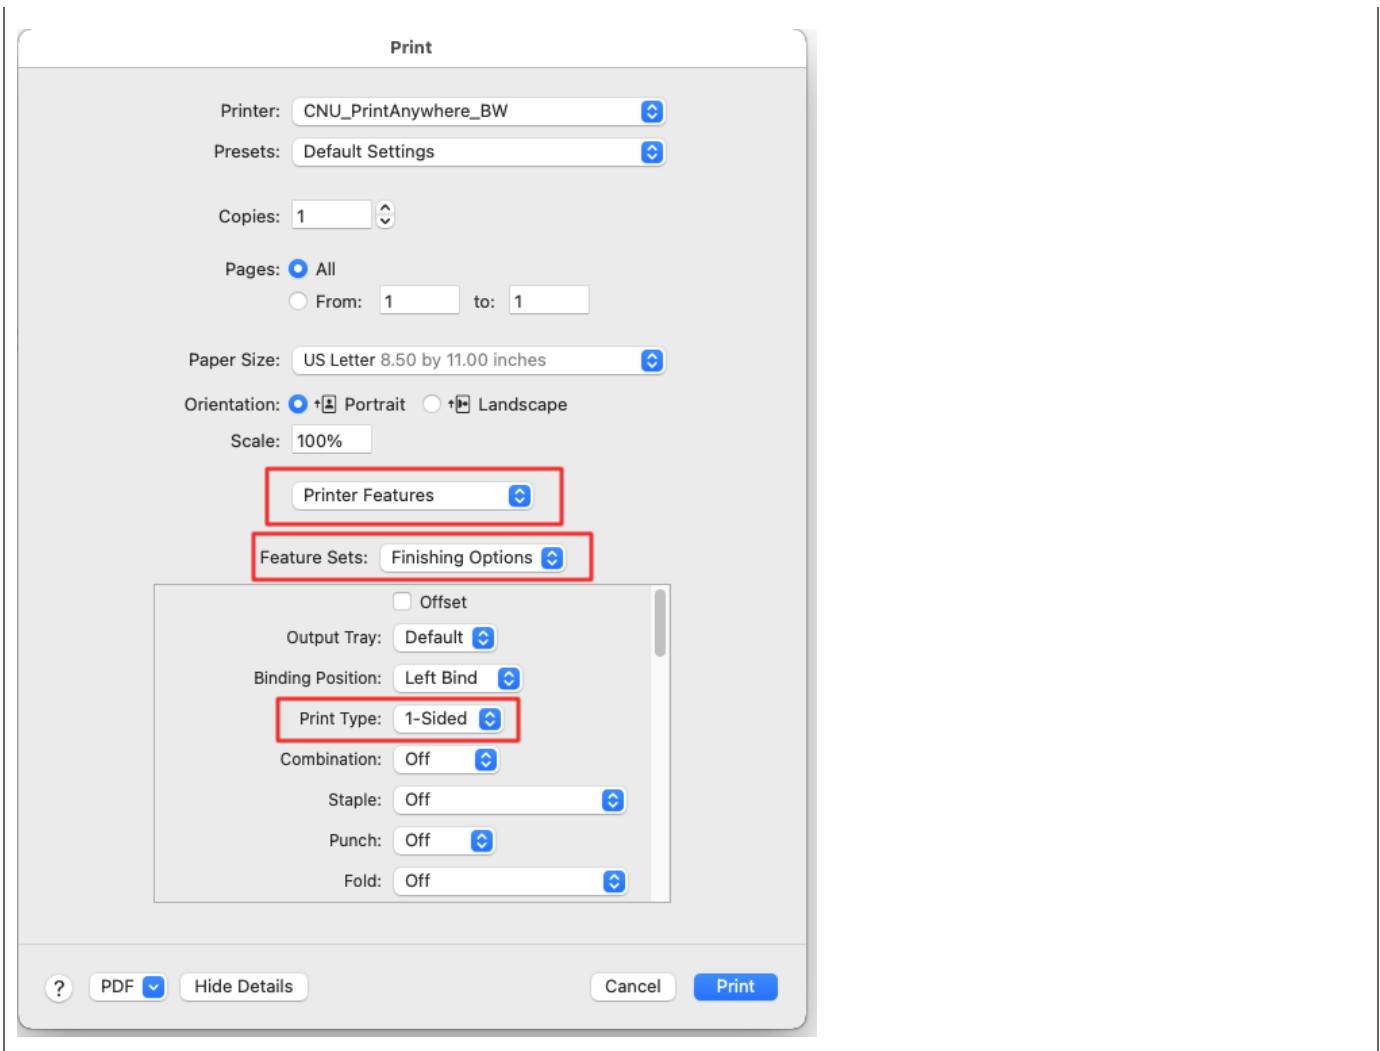 Print
Printer: CNU_PrintAnywhere_BW
Presets: Default Settings
Copies: 1
Pages: All
From: 1 to: 1
Paper Size: US Letter 8.50 by 11.00 inches
Orientation: Portrait Landscape
Scale: 100%
Printer Features
Feature Sets: Finishing Options
Offset
Output Tray: Default
Binding Position: Left Bind
Print Type: 1-Sided
Combination: Off
Staple: Off
Punch: Off
Fold: Off
? PDF Hide Details Cancel Print